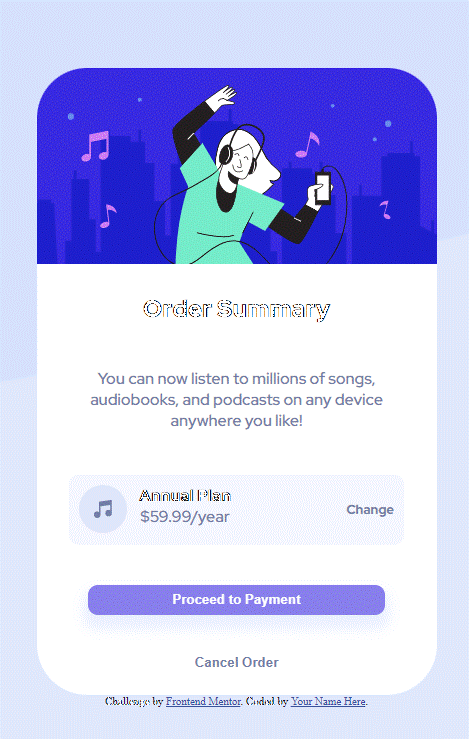 Order Summary
You can now listen to millions of songs,
audiobooks, and podcasts on any device
anywhere you like!
Annual Plan
$59.99/year
Change
Proceed to Payment
Cancel Order
Challenge by Frontend Mentor. Coded by Your Name Here.